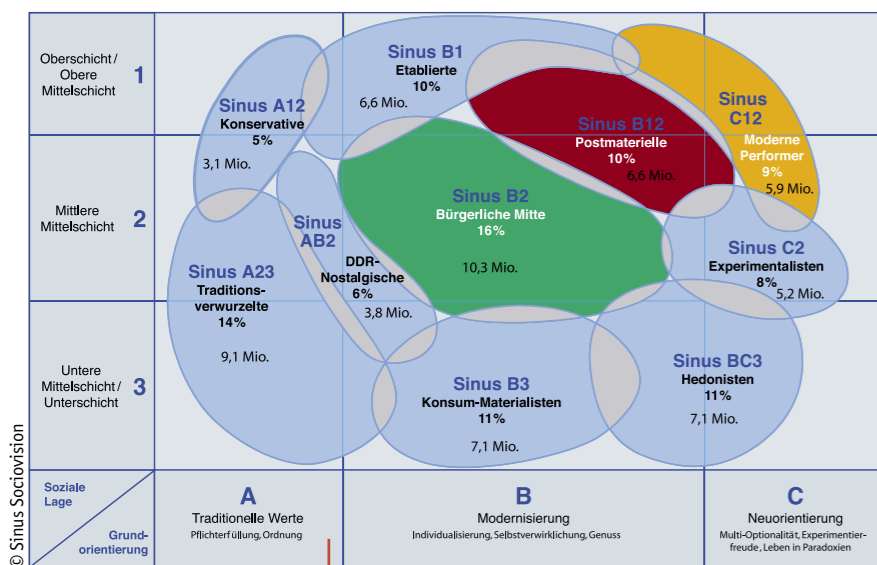 Oberschicht /
Obere
Mittelschicht
1
Mittlere
Mittelschicht
2
Untere
Mittelschicht /
Unterschicht
3
Sinus B1
Etablierte
10%
6,6 Mio.
Sinus A12
Konservative
5%
3,1 Mio.
Sinus B12
Postmaterielle
10%
6,6 Mio.
Sinus
C12
Moderne
Performer
9%
5,9 Mio.
Sinus
AB2
DDR-
Nostalgische
6%
3,8 Mio.
Sinus B2
Bürgerliche Mitte
16%
10,3 Mio.
Sinus C2
Experimentalisten
8%
5,2 Mio.
Sinus A23
Traditions-
verwurzelte
14%
9,1 Mio.
Sinus B3
Konsum-Materialisten
11%
7,1 Mio.
Sinus BC3
Hedonisten
11%
7,1 Mio.
Soziale
Lage
Grund-
orientierung
A
Traditionelle Werte
Pflichterfüllung, Ordnung
B
Modernisierung
Individualisierung, Selbstverwirklichung, Genuss
C
Neuorientierung
Multi-Optionalität, Experimentier-
freude, Leben in Paradoxien
© Sinus Sociovision